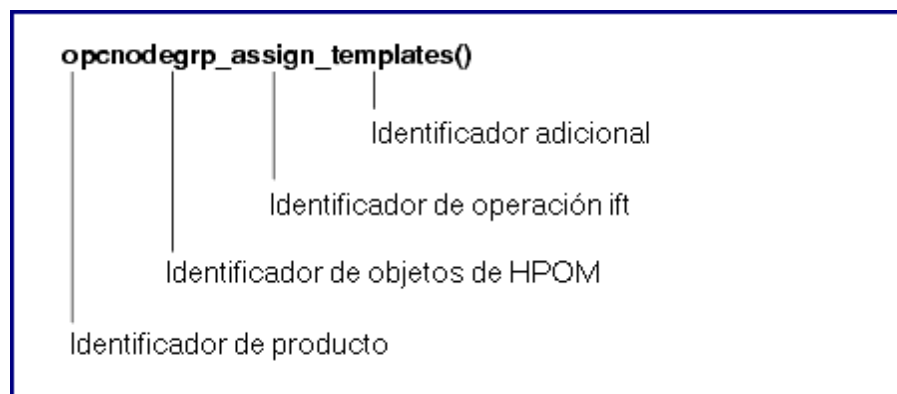 opcnodegrp_assign_templates()
Identificador adicional
Identificador de operación ift
Identificador de objetos de HPOM
Identificador de producto